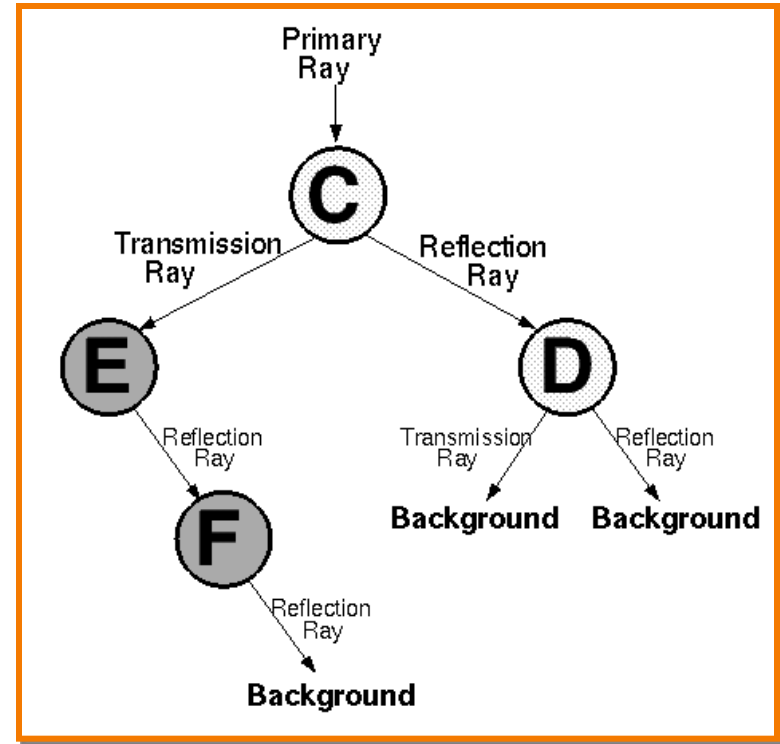 Primary
Ray
C
Transmission
Ray
Reflection
Ray
E
D
Reflection
Ray
Transmission
Ray
Reflection
Ray
Background
Background
F
Reflection
Ray
Background